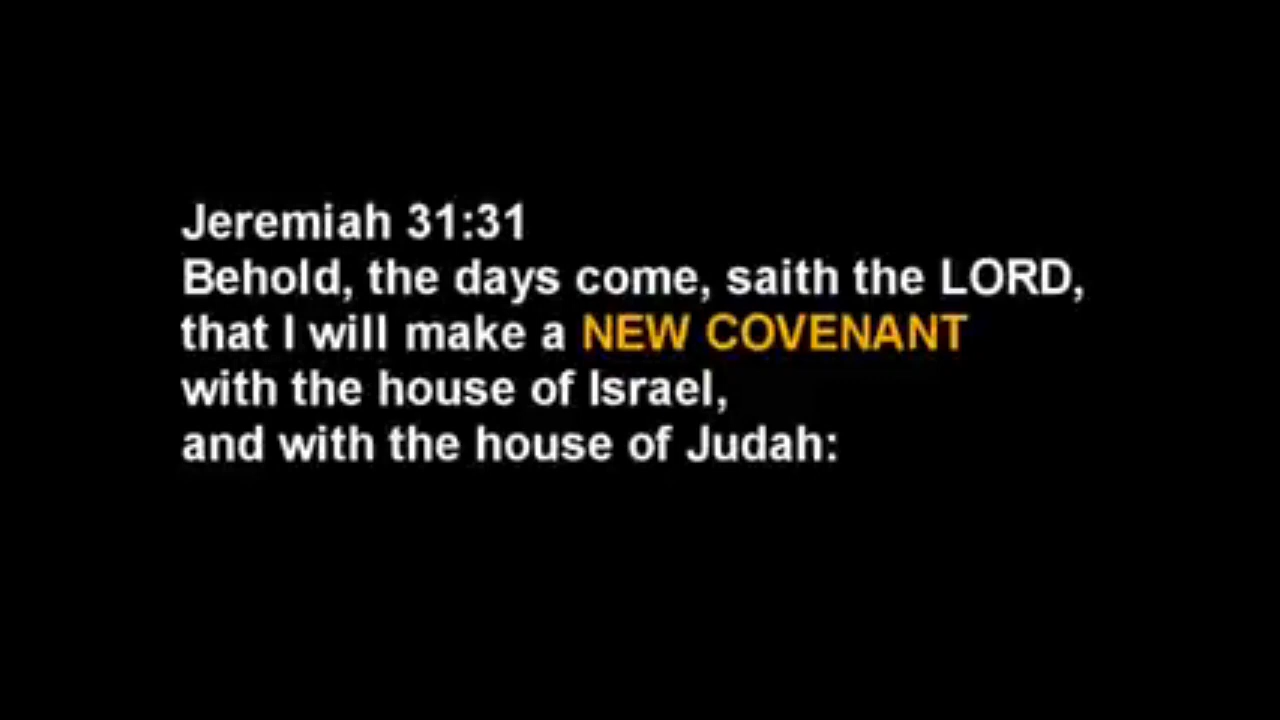 Jeremiah 31:31
Behold, the days come, saith the LORD,
that I will make a NEW COVENANT
with the house of Israel,
and with the house of Judah: